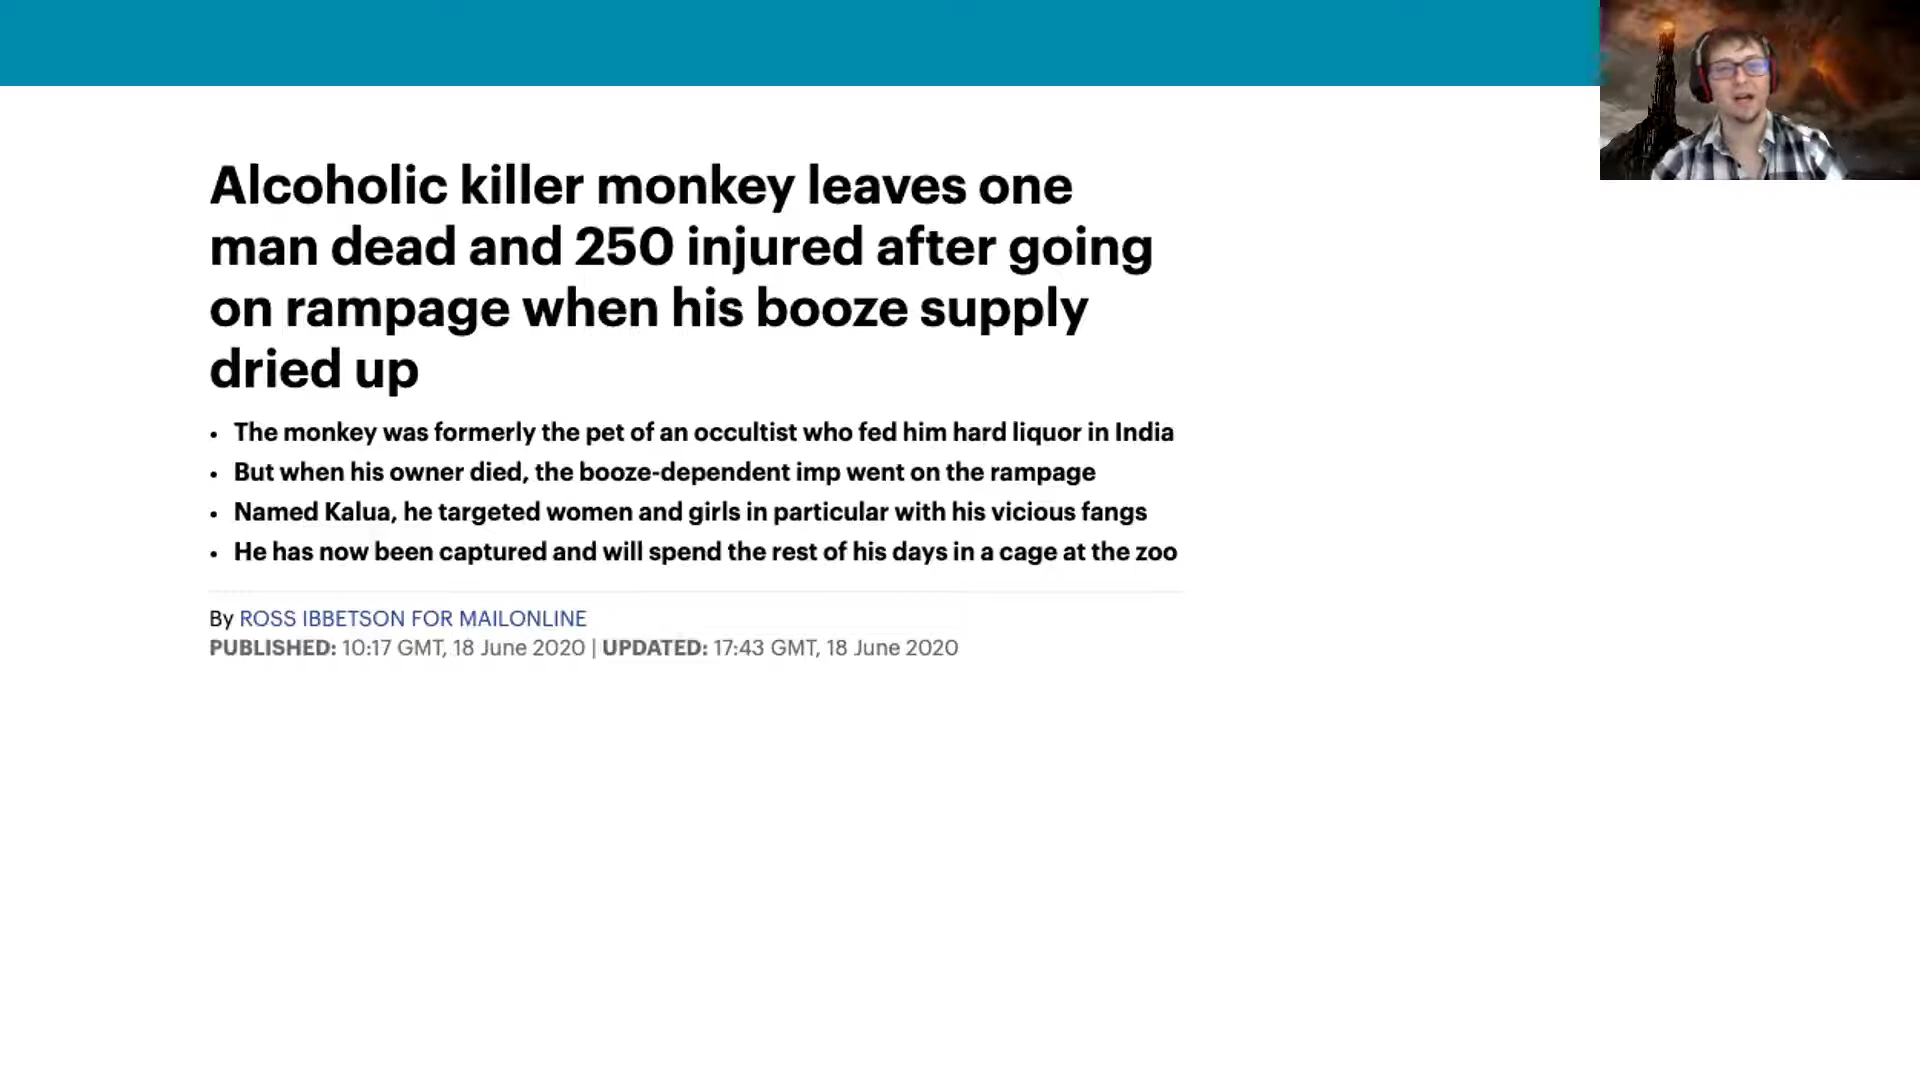 Alcoholic killer monkey leaves one
man dead and 250 injured after going
on rampage when his booze supply
dried up
• The monkey was formerly the pet of an occultist who fed him hard liquor in India
• But when his owner died, the booze-dependent imp went on the rampage
• Named Kalua, he targeted women and girls in particular with his vicious fangs
• He has now been captured and will spend the rest of his days in a cage at the zoo
By ROSS IBBETSON FOR MAILONLINE
PUBLISHED: 10:17 GMT, 18 June 2020 | UPDATED: 17:43 GMT, 18 June 2020